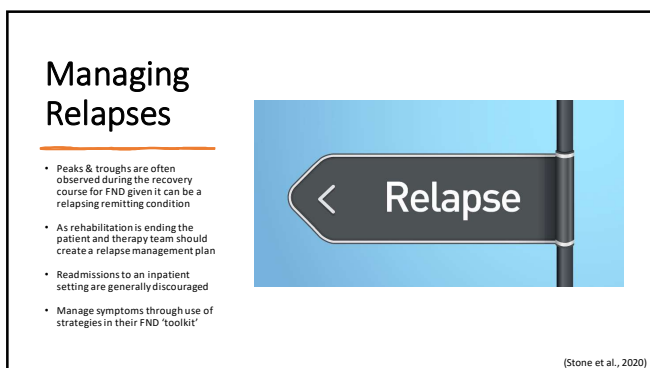 Managing
Relapses
• Peaks & troughs are often
observed during the recovery
course for FND given it can be a
relapsing remitting condition
• As rehabilitation is ending the
patient and therapy team should
create a relapse management plan
• Readmissions to an inpatient
setting are generally discouraged
• Manage symptoms through use of
strategies in their FND ‘toolkit’
Relapse
(Stone et al., 2020)